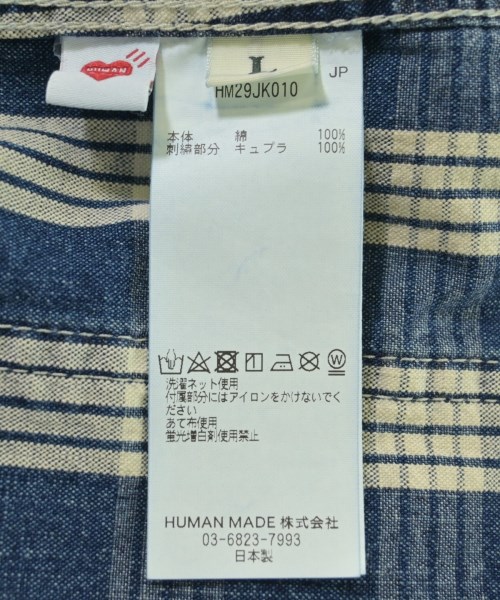 HUMAN
L
JP
HM29JK010
本体 綿 100%
刺繍部分 キュプラ 100%
洗濯ネット使用
付属部分にはアイロンをかけないでく
ださい
あて布使用
蛍光増白剤使用禁止
HUMAN MADE 株式会社
03-6823-7993
日本製